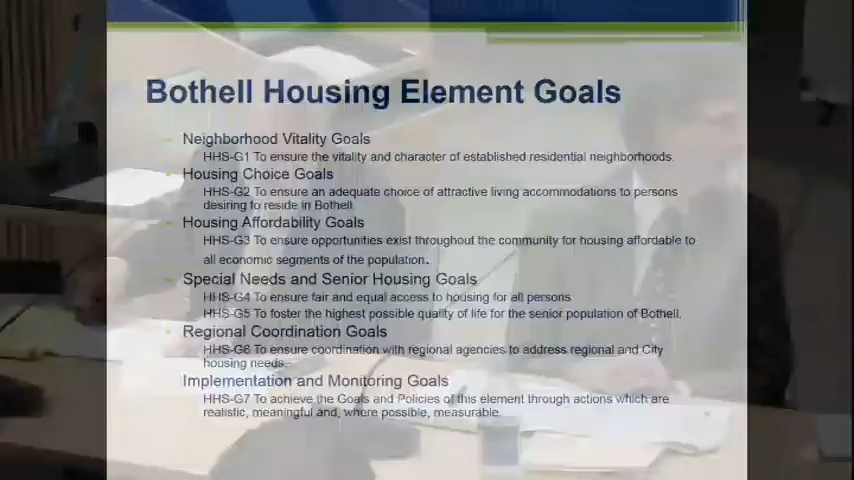 Bothell Housing Element Goals
Neighborhood Vitality Goals
HHS-G1 To ensure the vitality and character of established residential neighborhoods.
Housing Choice Goals
HHS-G2 To ensure an adequate choice of attractive living accommodations to persons
desiring to reside in Bothell
Housing Affordability Goals
HHS-G3 To ensure opportunities exist throughout the community for housing affordable to
all economic segments of the population.
Special Needs and Senior Housing Goals
HHS-G4 To ensure fair and equal access to housing for all persons
HHS-G5 To foster the highest possible quality of life for the senior population of Bothell.
Regional Coordination Goals
HHS-G6 To ensure coordination with regional agencies to address regional and City
housing needs.
Implementation and Monitoring Goals
HHS-G7 To achieve the Goals and Policies of this element through actions which are
realistic, meaningful and, where possible, measurable.